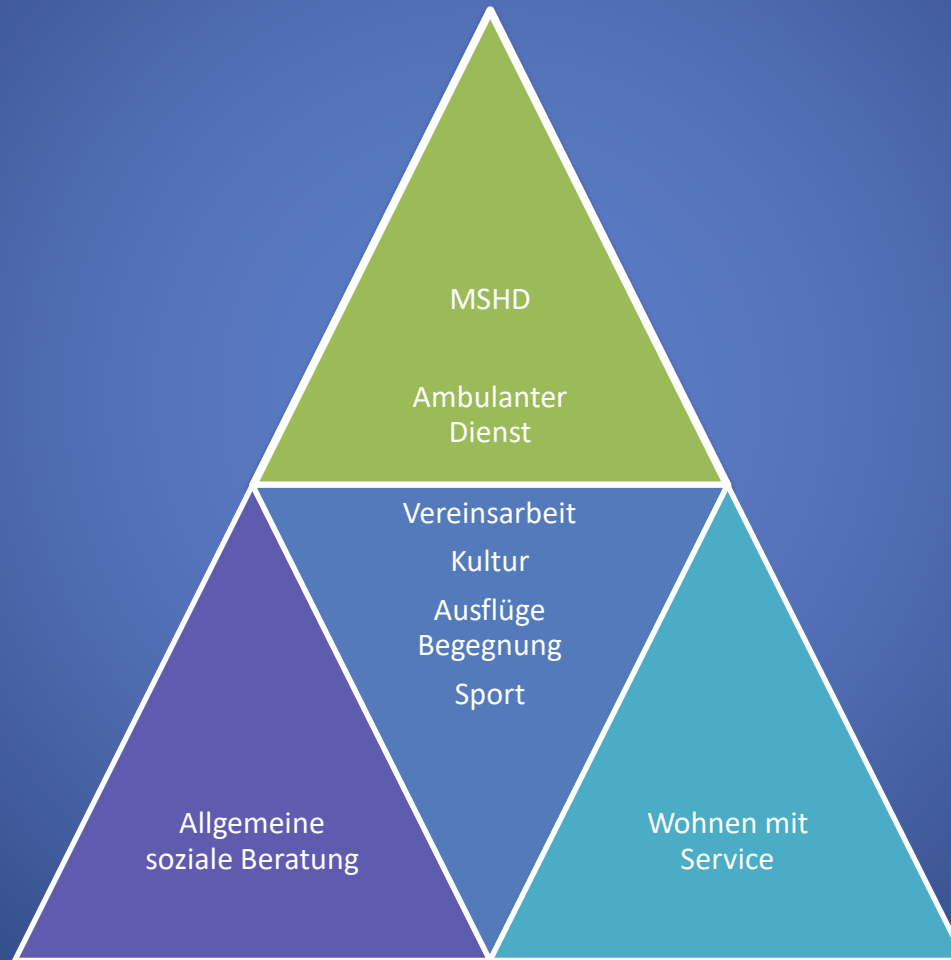 MSHD
Ambulanter
Dienst
Vereinsarbeit
Kultur
Ausflüge
Begegnung
Sport
Allgemeine
soziale Beratung
Wohnen mit
Service